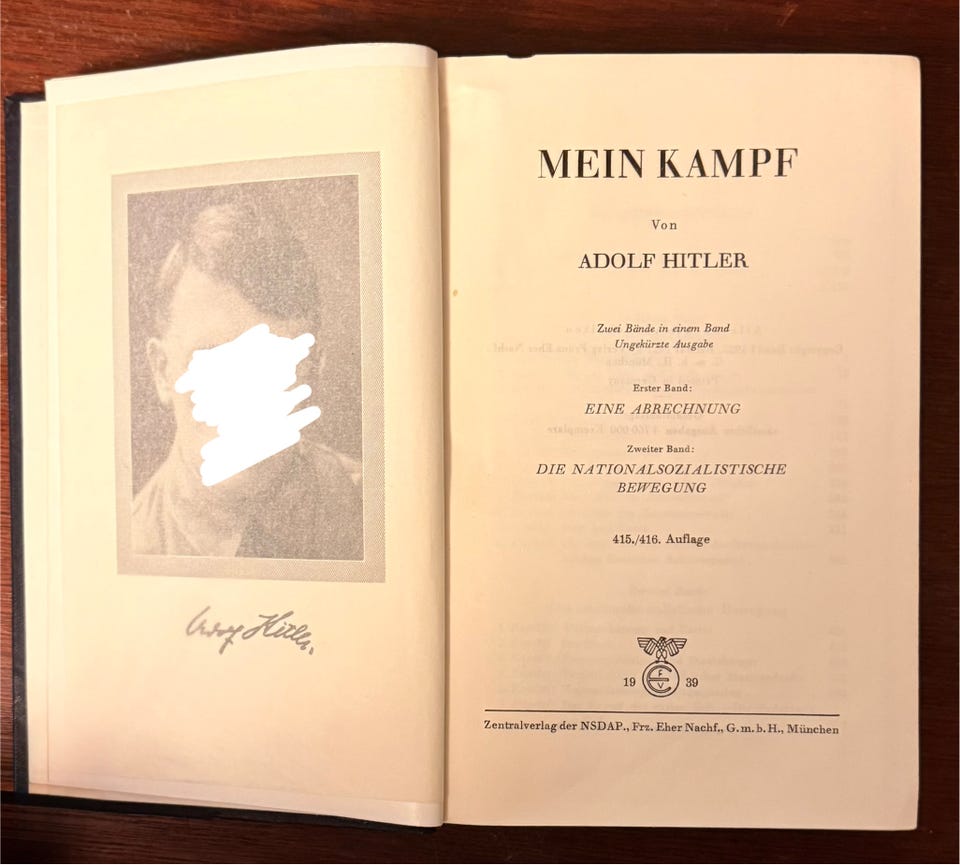 Adolf Hitler.
MEIN KAMPF
Von
ADOLF HITLER
Zwei Bände in einem Band
Ungekürzte Ausgabe
Erster Band:
EINE ABRECHNUNG
Zweiter Band:
DIE NATIONALSOZIALISTISCHE
BEWEGUNG
415./416. Auflage
19 F E V 39
Zentralverlag der NSDAP., Frz. Eher Nachf., G.m.b.H., München